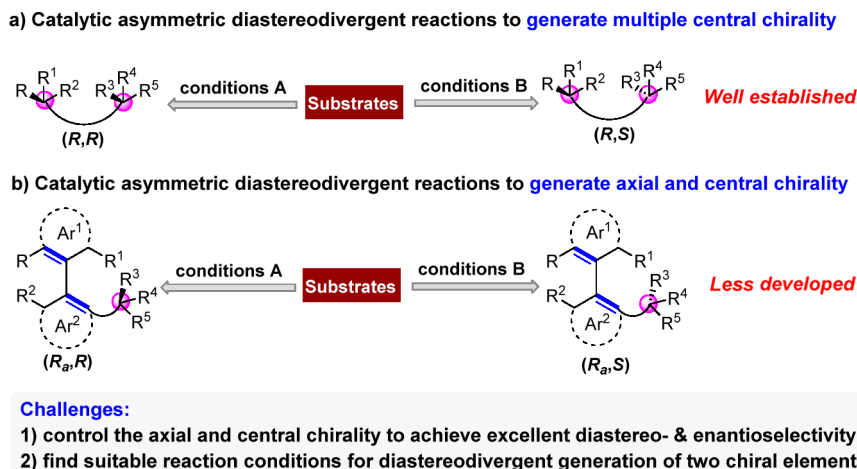 a) Catalytic asymmetric diastereodivergent reactions to generate multiple central chirality
R R¹ R² R³ R⁴ R⁵
conditions A
Substrates
conditions B
R R¹ R² R³ R⁴ R⁵
Well established
(R,R)
(R,S)
b) Catalytic asymmetric diastereodivergent reactions to generate axial and central chirality
Ar¹
R
R¹
R²
R³
R⁴
R⁵
Ar²
(Rₐ,R)
conditions A
Substrates
conditions B
Ar¹
R
R¹
R²
R³
R⁴
R⁵
Ar²
(Rₐ,S)
Less developed
Challenges:
1) control the axial and central chirality to achieve excellent diastereo- & enantioselectivity
2) find suitable reaction conditions for diastereodivergent generation of two chiral element